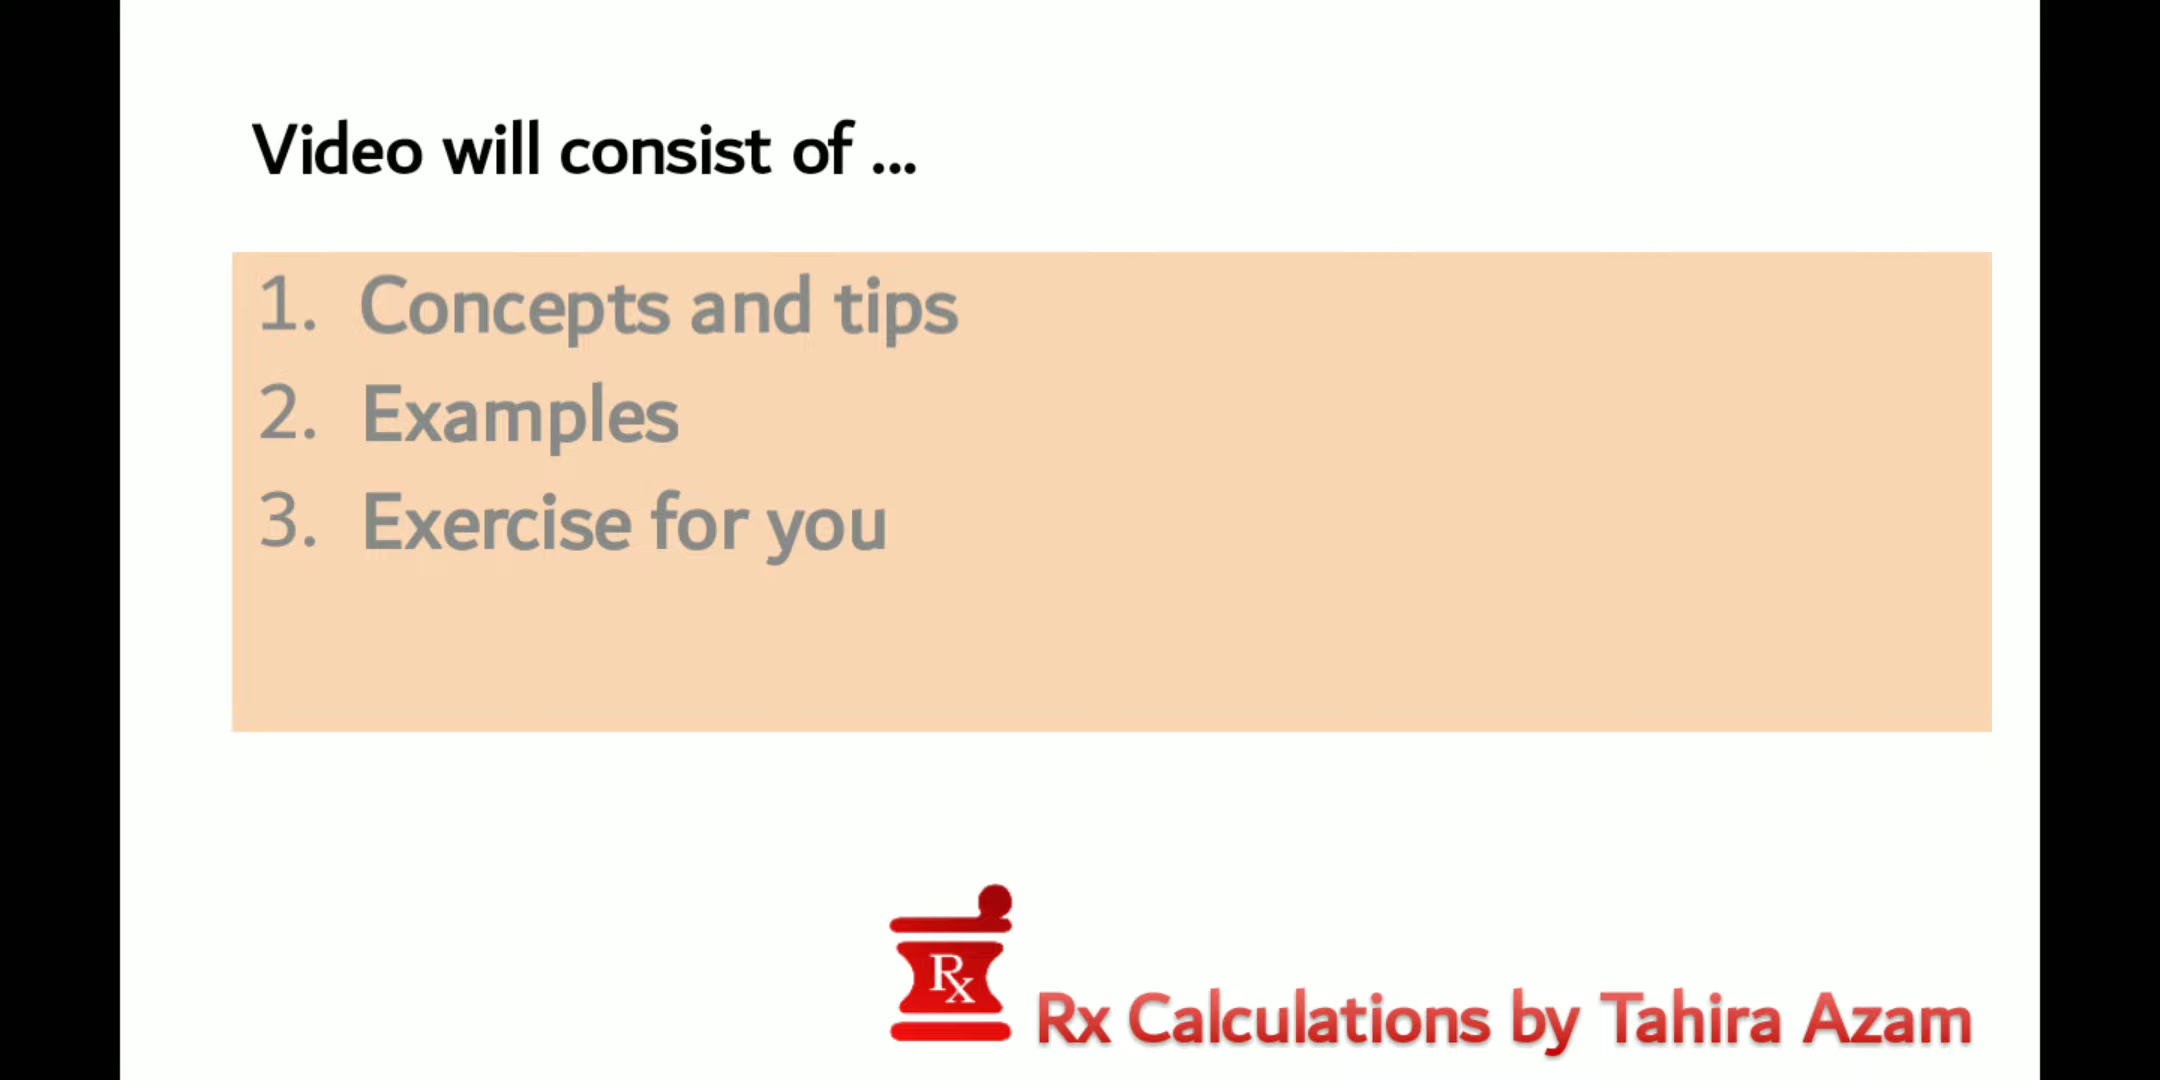 Video will consist of ...
1. Concepts and tips
2. Examples
3. Exercise for you
Rx
Rx Calculations by Tahira Azam